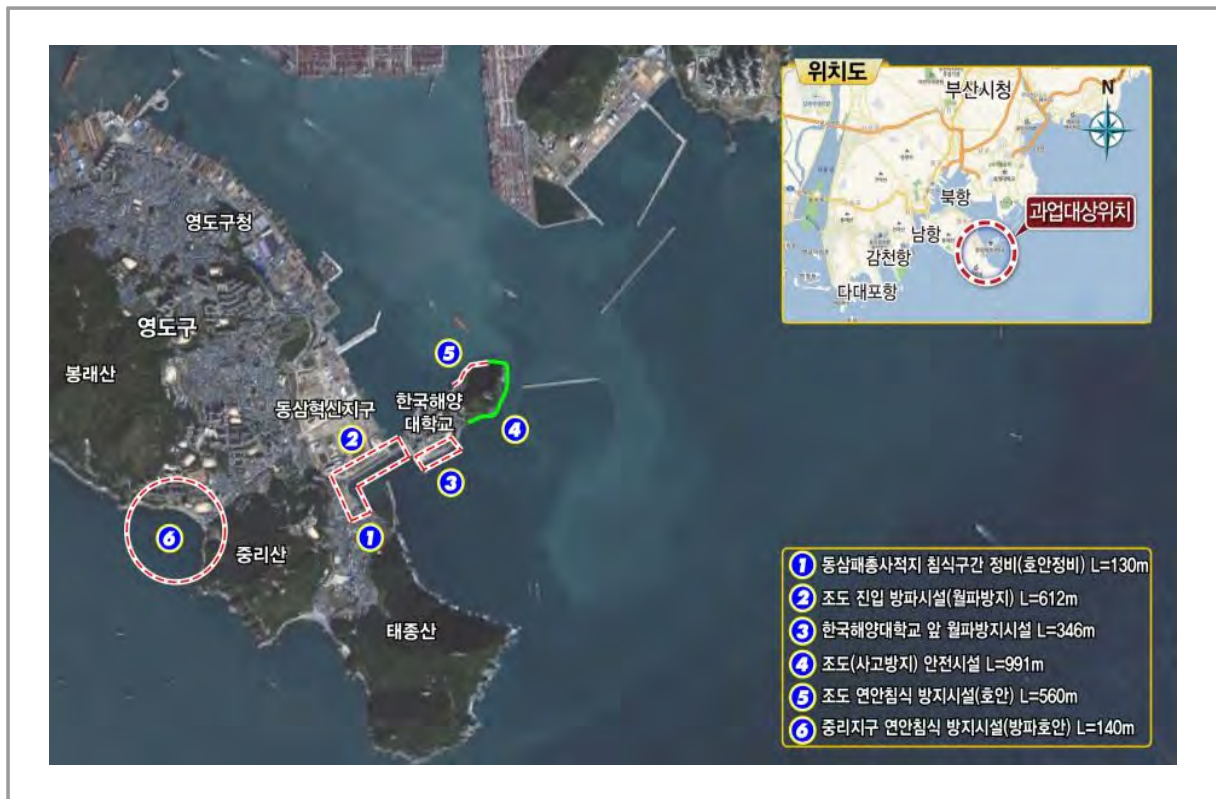 위치도
부산시청
N
북항
과업대상위치
남항
감천항
다대포항
영도구청
영도구
봉래산
5
한국해양
대학교
동삼혁신지구
4
2
3
1
6
중리산
태종산
1 동삼패총사적지 침식구간 정비(호안정비) L=130m
2 조도 진입 방파시설(월파방지) L=612m
3 한국해양대학교 앞 월파방지시설 L=346m
4 조도(사고방지) 안전시설 L=991m
5 조도 연안침식 방지시설(호안) L=560m
6 중리지구 연안침식 방지시설(방파호안) L=140m